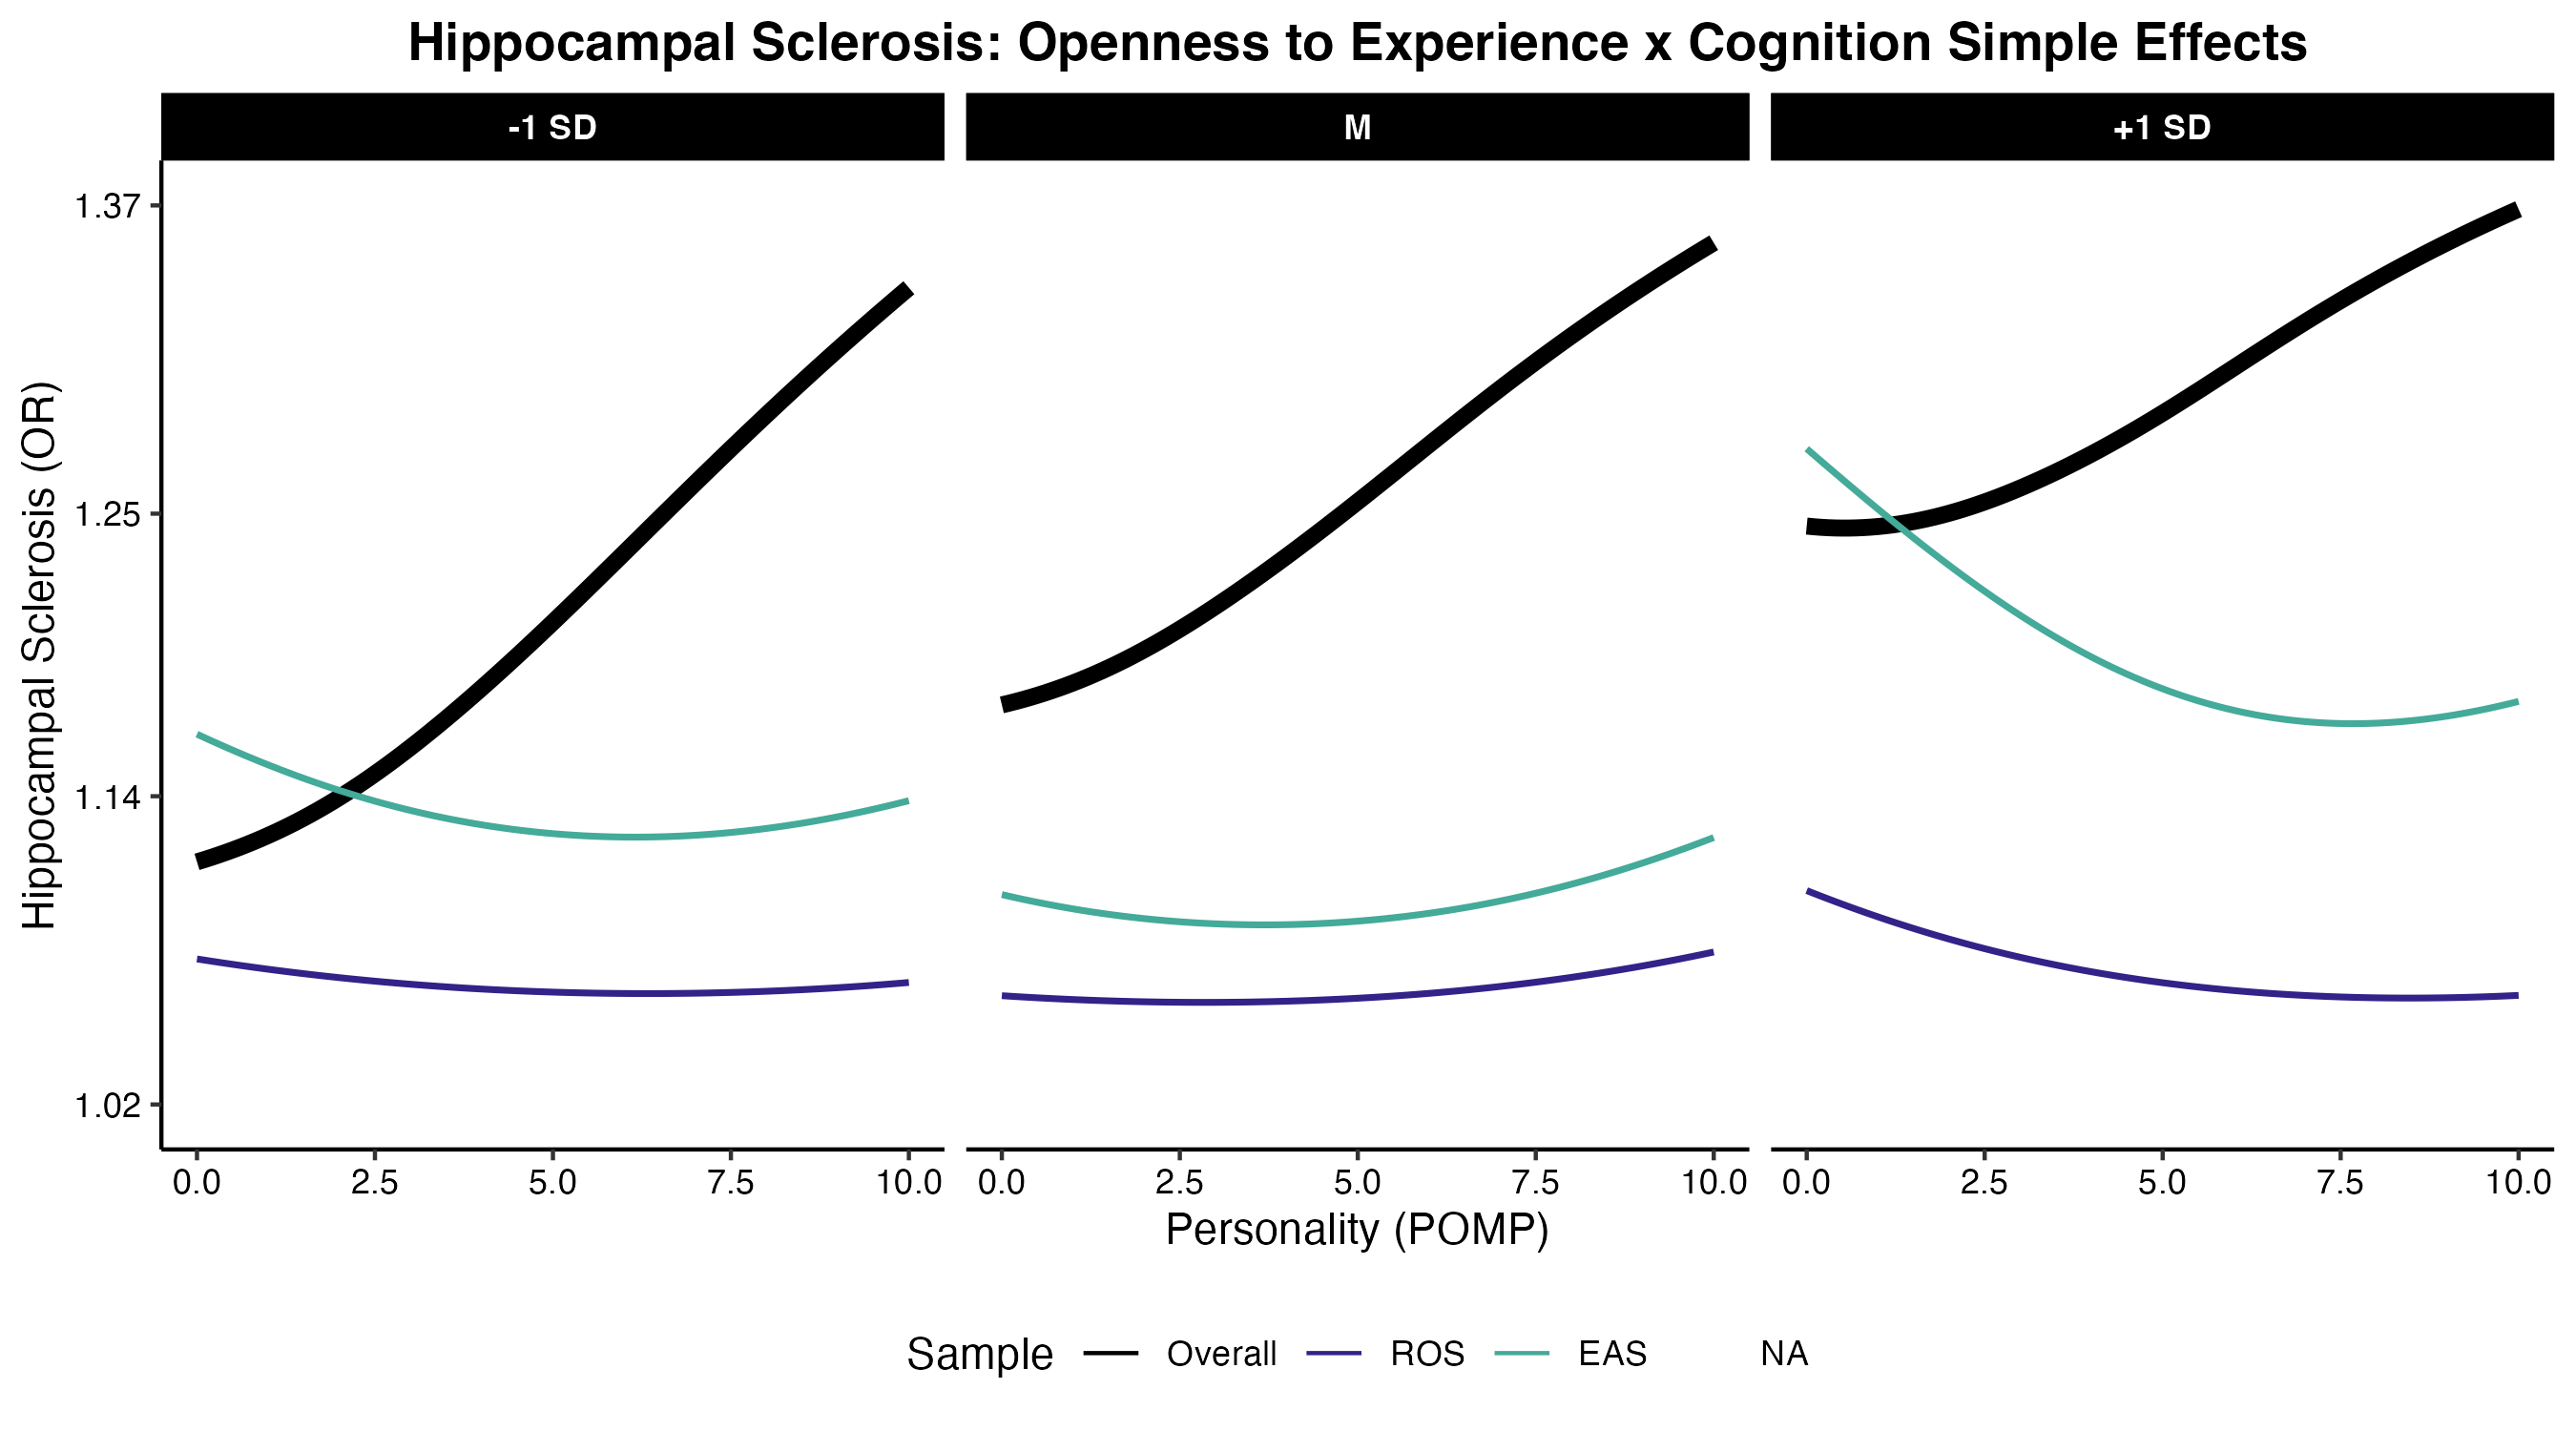 Hippocampal Sclerosis: Openness to Experience x Cognition Simple Effects
-1 SD M +1 SD
Hippocampal Sclerosis (OR)
1.37
1.25
1.14
1.02
0.0 2.5 5.0 7.5 10.0 0.0 2.5 5.0 7.5 10.0 0.0 2.5 5.0 7.5 10.0
Personality (POMP)
Sample Overall ROS EAS NA